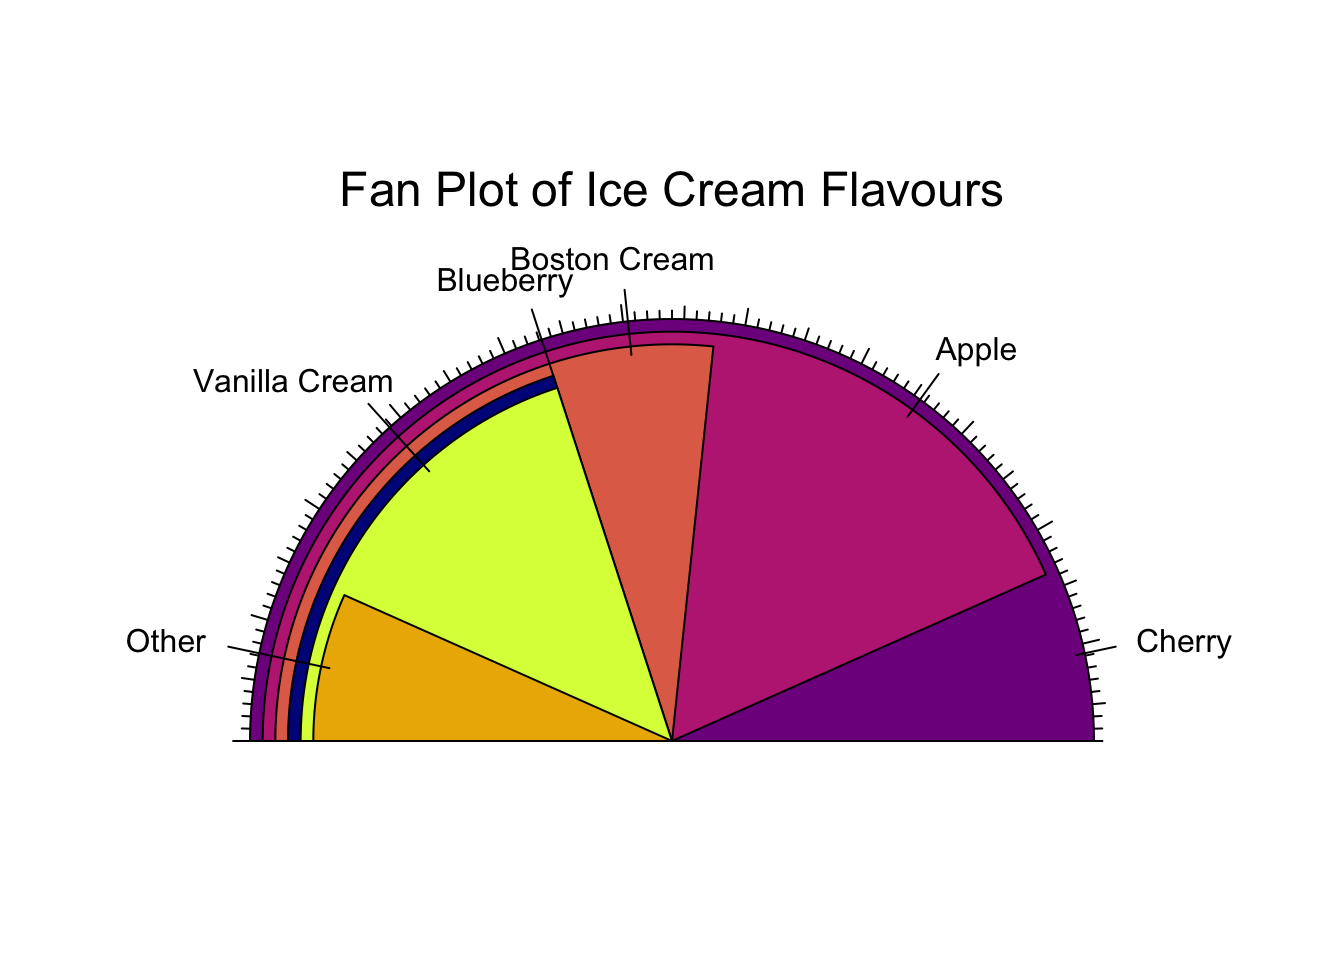 Fan Plot of Ice Cream Flavours
Boston Cream
Blueberry
Apple
Vanilla Cream
Other
Cherry